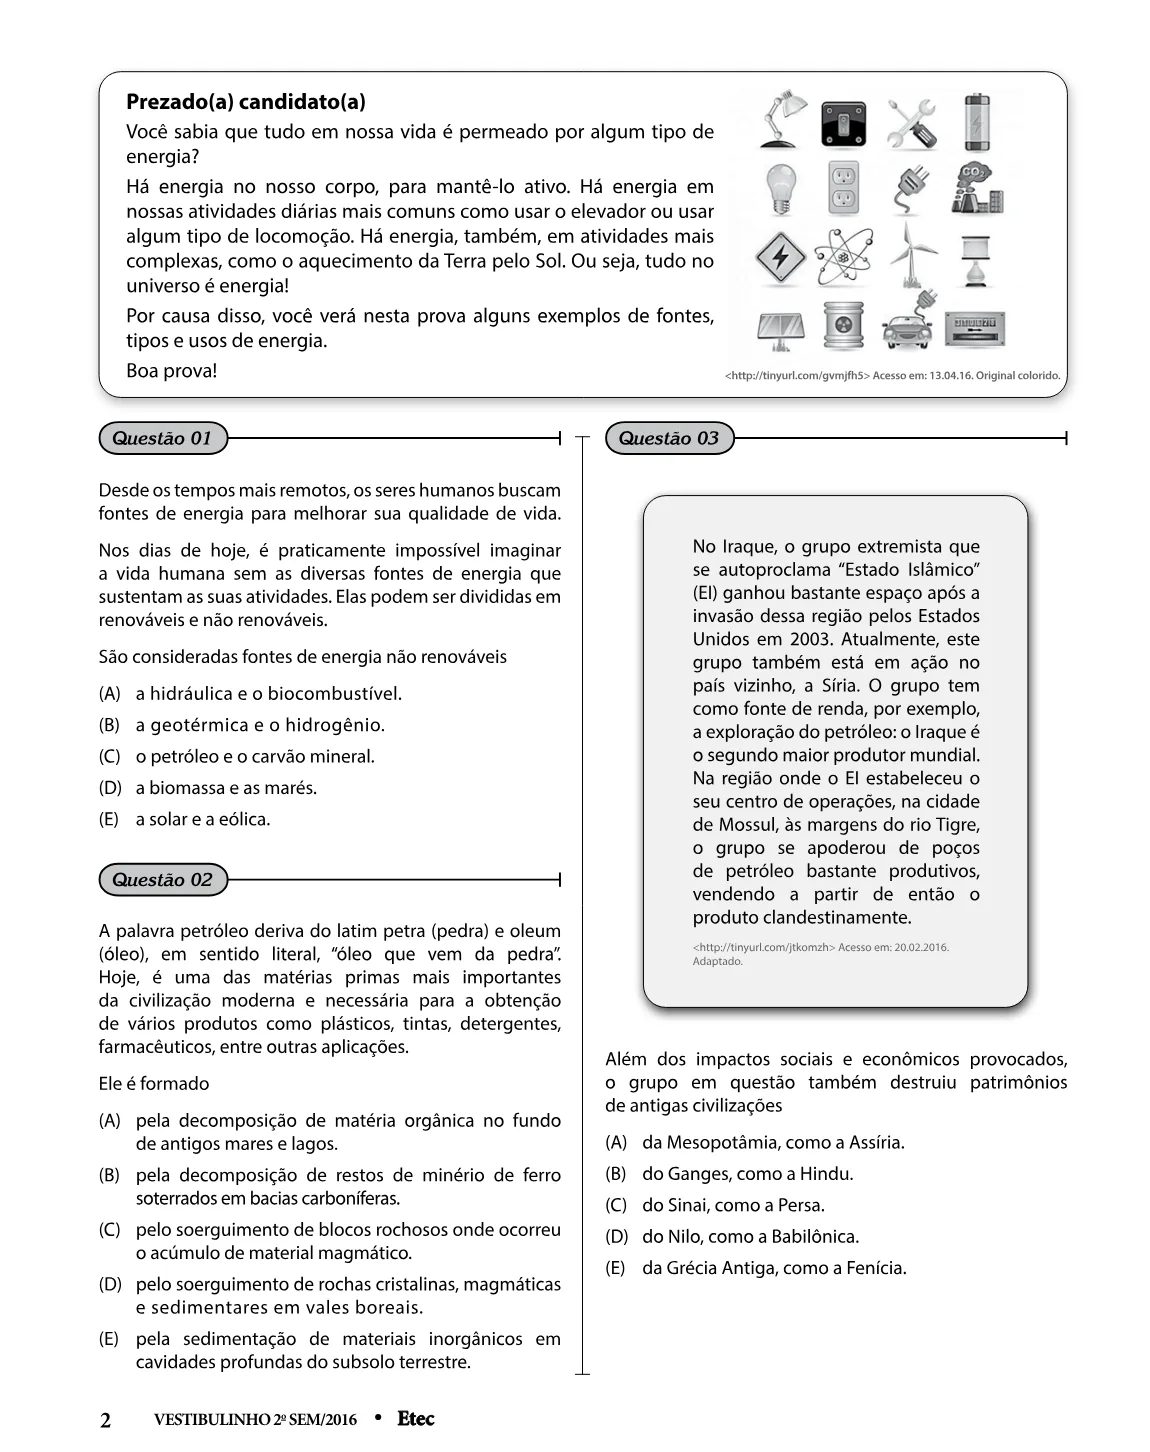 Prezado(a) candidato(a)
Você sabia que tudo em nossa vida é permeado por algum tipo de
energia?
Há energia no nosso corpo, para mantê-lo ativo. Há energia em
nossas atividades diárias mais comuns como usar o elevador ou usar
algum tipo de locomoção. Há energia, também, em atividades mais
complexas, como o aquecimento da Terra pelo Sol. Ou seja, tudo no
universo é energia!
Por causa disso, você verá nesta prova alguns exemplos de fontes,
tipos e usos de energia.
Boa prova!
CO2
<http://tinyurl.com/gvmjfh5> Acesso em: 13.04.16. Original colorido.
Questão 01
Desde os tempos mais remotos, os seres humanos buscam
fontes de energia para melhorar sua qualidade de vida.
Nos dias de hoje, é praticamente impossível imaginar
a vida humana sem as diversas fontes de energia que
sustentam as suas atividades. Elas podem ser divididas em
renováveis e não renováveis.
São consideradas fontes de energia não renováveis
(A) a hidráulica e o biocombustível.
(B) a geotérmica e o hidrogênio.
(C) o petróleo e o carvão mineral.
(D) a biomassa e as marés.
(E) a solar e a eólica.
Questão 02
A palavra petróleo deriva do latim petra (pedra) e oleum
(óleo), em sentido literal, “óleo que vem da pedra”.
Hoje, é uma das matérias primas mais importantes
da civilização moderna e necessária para a obtenção
de vários produtos como plásticos, tintas, detergentes,
farmacêuticos, entre outras aplicações.
Ele é formado
(A) pela decomposição de matéria orgânica no fundo
de antigos mares e lagos.
(B) pela decomposição de restos de minério de ferro
soterrados em bacias carboníferas.
(C) pelo soerguimento de blocos rochosos onde ocorreu
o acúmulo de material magmático.
(D) pelo soerguimento de rochas cristalinas, magmáticas
e sedimentares em vales boreais.
(E) pela sedimentação de materiais inorgânicos em
cavidades profundas do subsolo terrestre.
Questão 03
No Iraque, o grupo extremista que
se autoproclama “Estado Islâmico”
(EI) ganhou bastante espaço após a
invasão dessa região pelos Estados
Unidos em 2003. Atualmente, este
grupo também está em ação no
país vizinho, a Síria. O grupo tem
como fonte de renda, por exemplo,
a exploração do petróleo: o Iraque é
o segundo maior produtor mundial.
Na região onde o EI estabeleceu o
seu centro de operações, na cidade
de Mossul, às margens do rio Tigre,
o grupo se apoderou de poços
de petróleo bastante produtivos,
vendendo a partir de então o
produto clandestinamente.
<http://tinyurl.com/jtkomzh> Acesso em: 20.02.2016.
Adaptado.
Além dos impactos sociais e econômicos provocados,
o grupo em questão também destruiu patrimônios
de antigas civilizações
(A) da Mesopotâmia, como a Assíria.
(B) do Ganges, como a Hindu.
(C) do Sinai, como a Persa.
(D) do Nilo, como a Babilônica.
(E) da Grécia Antiga, como a Fenícia.
2 VESTIBULINHO 2º SEM/2016 • Etec